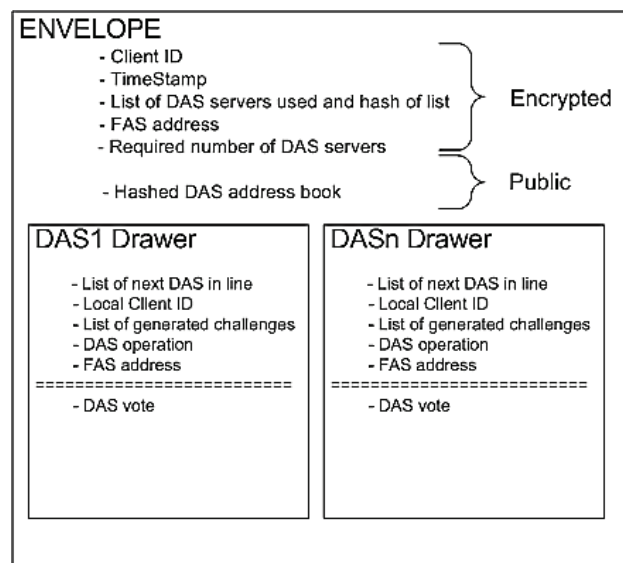 ENVELOPE
- Client ID
- TimeStamp
- List of DAS servers used and hash of list
- FAS address
- Required number of DAS servers
Encrypted
- Hashed DAS address book
Public
DAS1 Drawer
- List of next DAS in line
- Local Client ID
- List of generated challenges
- DAS operation
- FAS address
===========================
- DAS vote
DASn Drawer
- List of next DAS in line
- Local Client ID
- List of generated challenges
- DAS operation
- FAS address
===========================
- DAS vote